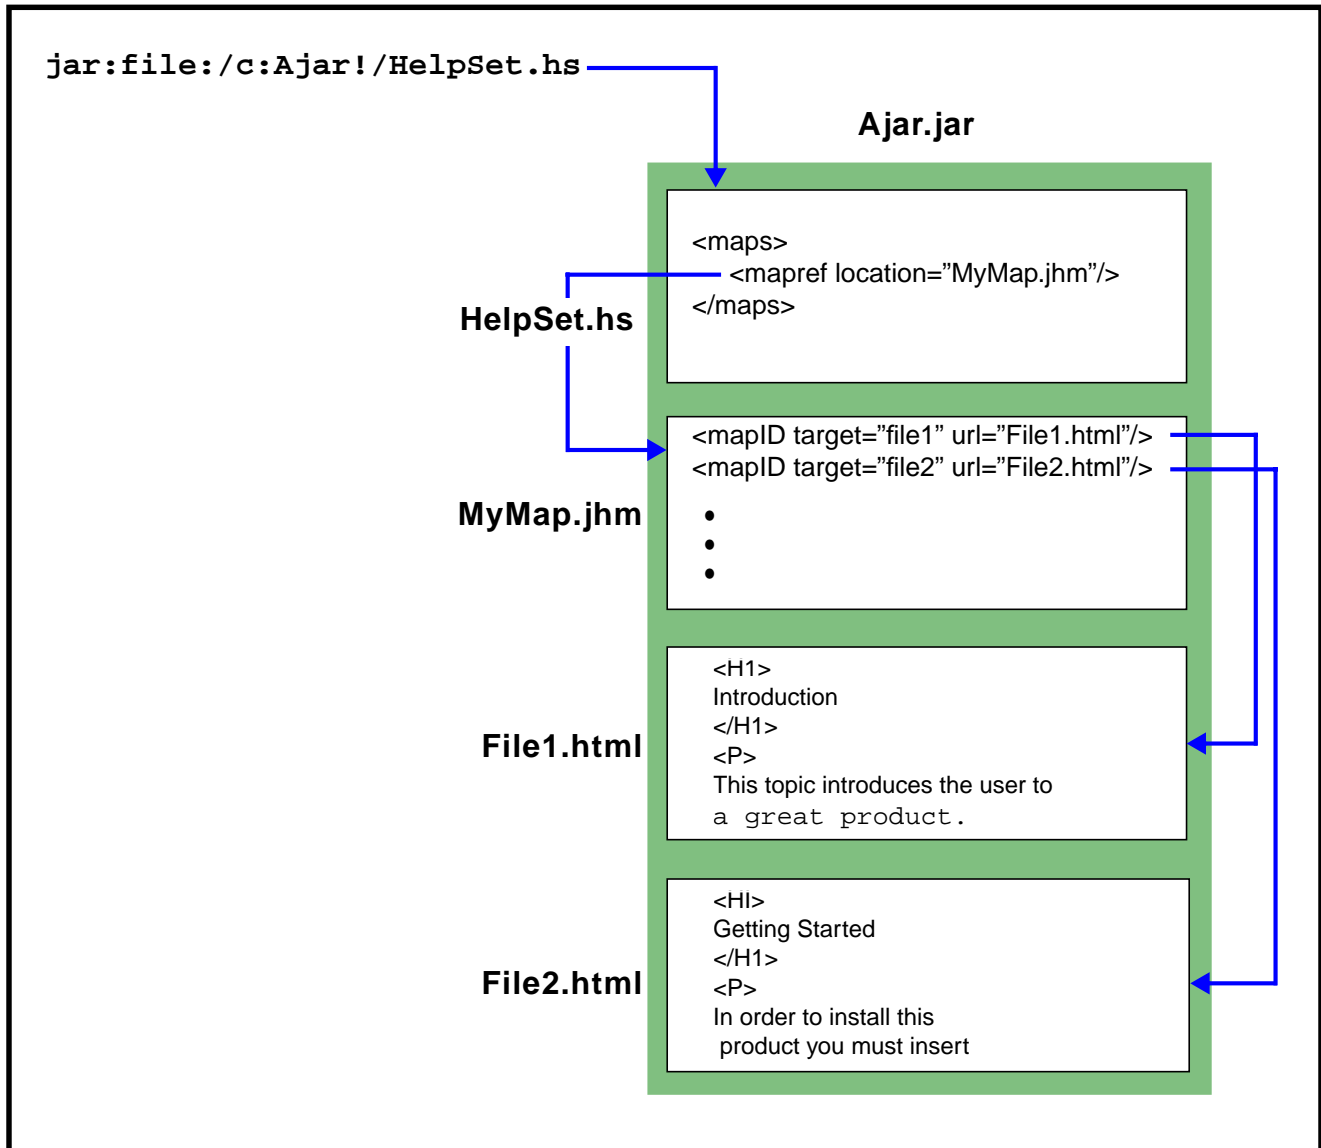 jar:file:/c:Ajar!/HelpSet.hs
Ajar.jar
<maps>
<mapref location=”MyMap.jhm”/>
</maps>
HelpSet.hs
<mapID target=”file1” url=”File1.html”/>
<mapID target=”file2” url=”File2.html”/>
MyMap.jhm
•
•
•
<H1>
Introduction
</H1>
<P>
This topic introduces the user to
a great product.
File1.html
<HI>
Getting Started
</H1>
<P>
In order to install this
product you must insert
File2.html